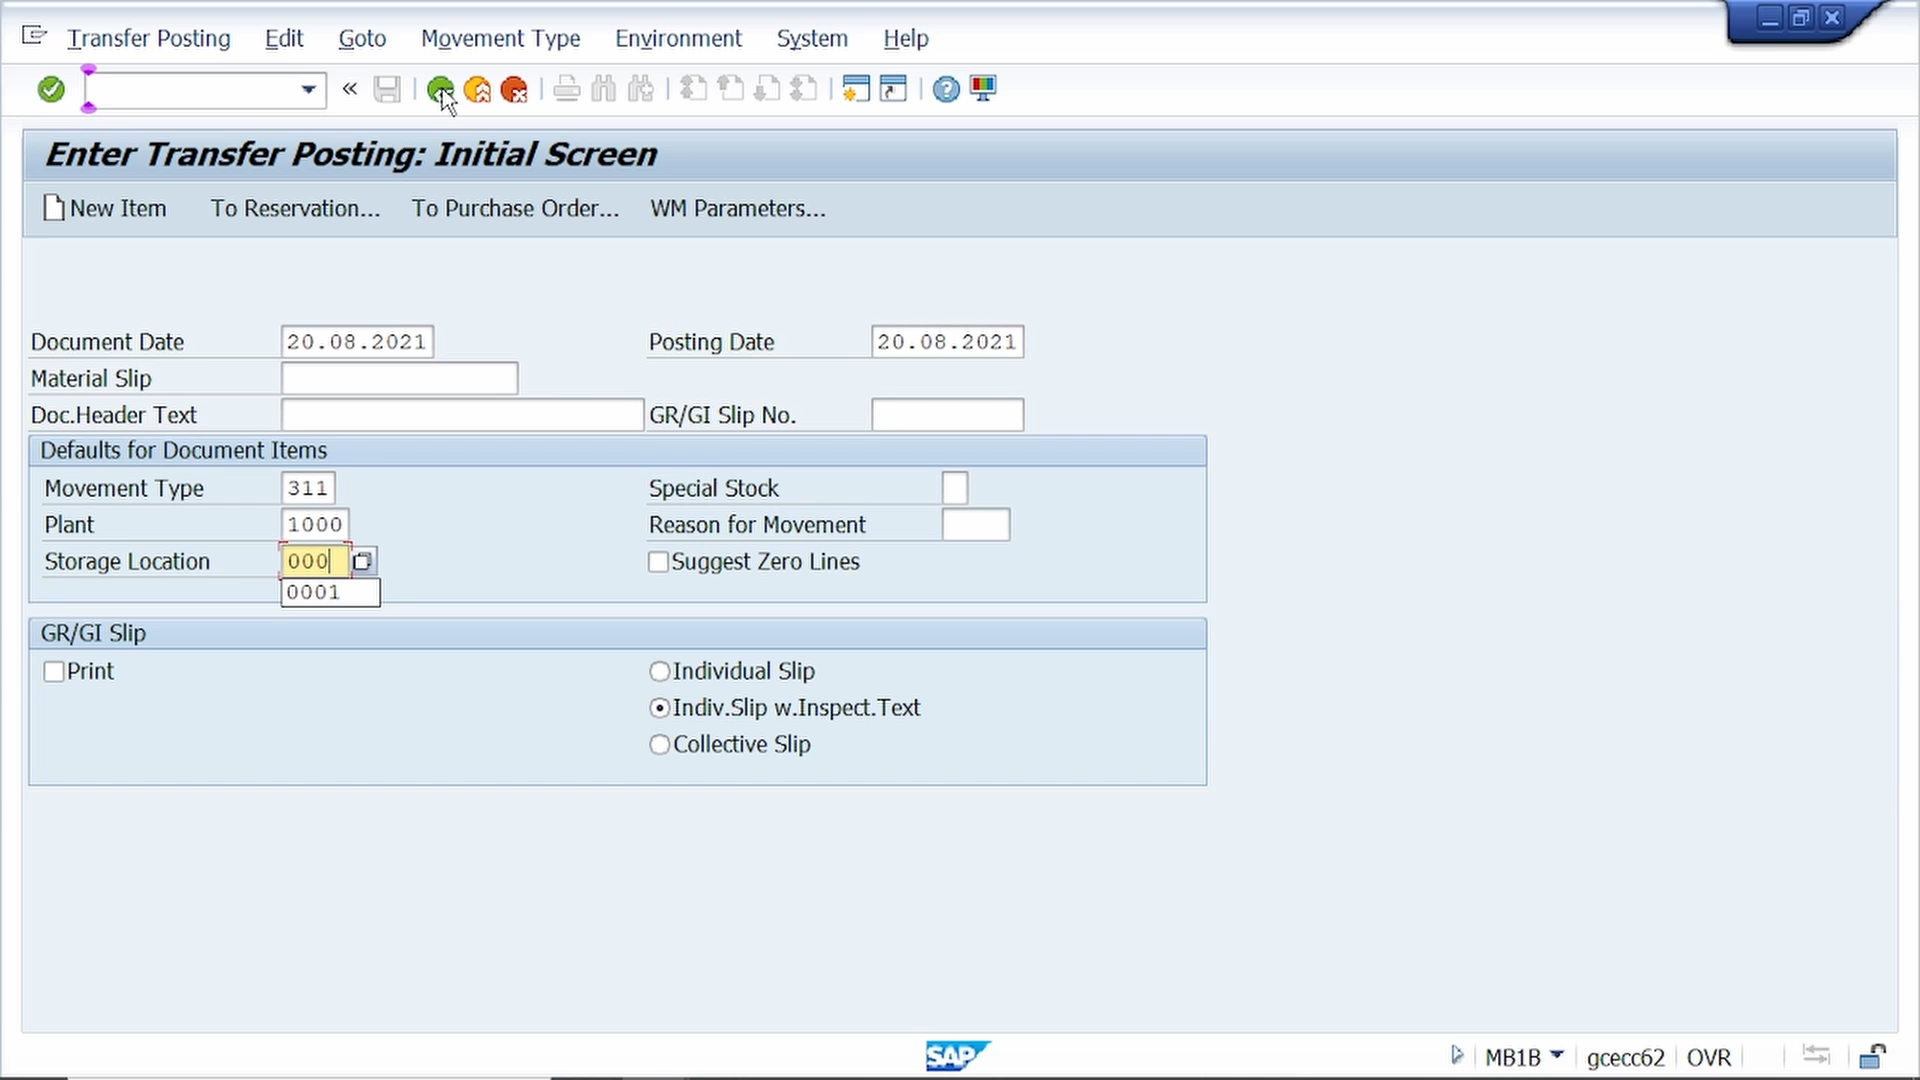 Transfer Posting Edit Goto Movement Type Environment System Help
Enter Transfer Posting: Initial Screen
New Item To Reservation... To Purchase Order... WM Parameters...
Document Date 20.08.2021 Posting Date 20.08.2021
Material Slip
Doc.Header Text GR/GI Slip No.
Defaults for Document Items
Movement Type 311 Special Stock
Plant 1000 Reason for Movement
Storage Location 000 Suggest Zero Lines
0001
GR/GI Slip
Print Individual Slip
Indiv.Slip w.Inspect.Text
Collective Slip
SAP MB1B gcecc62 OVR